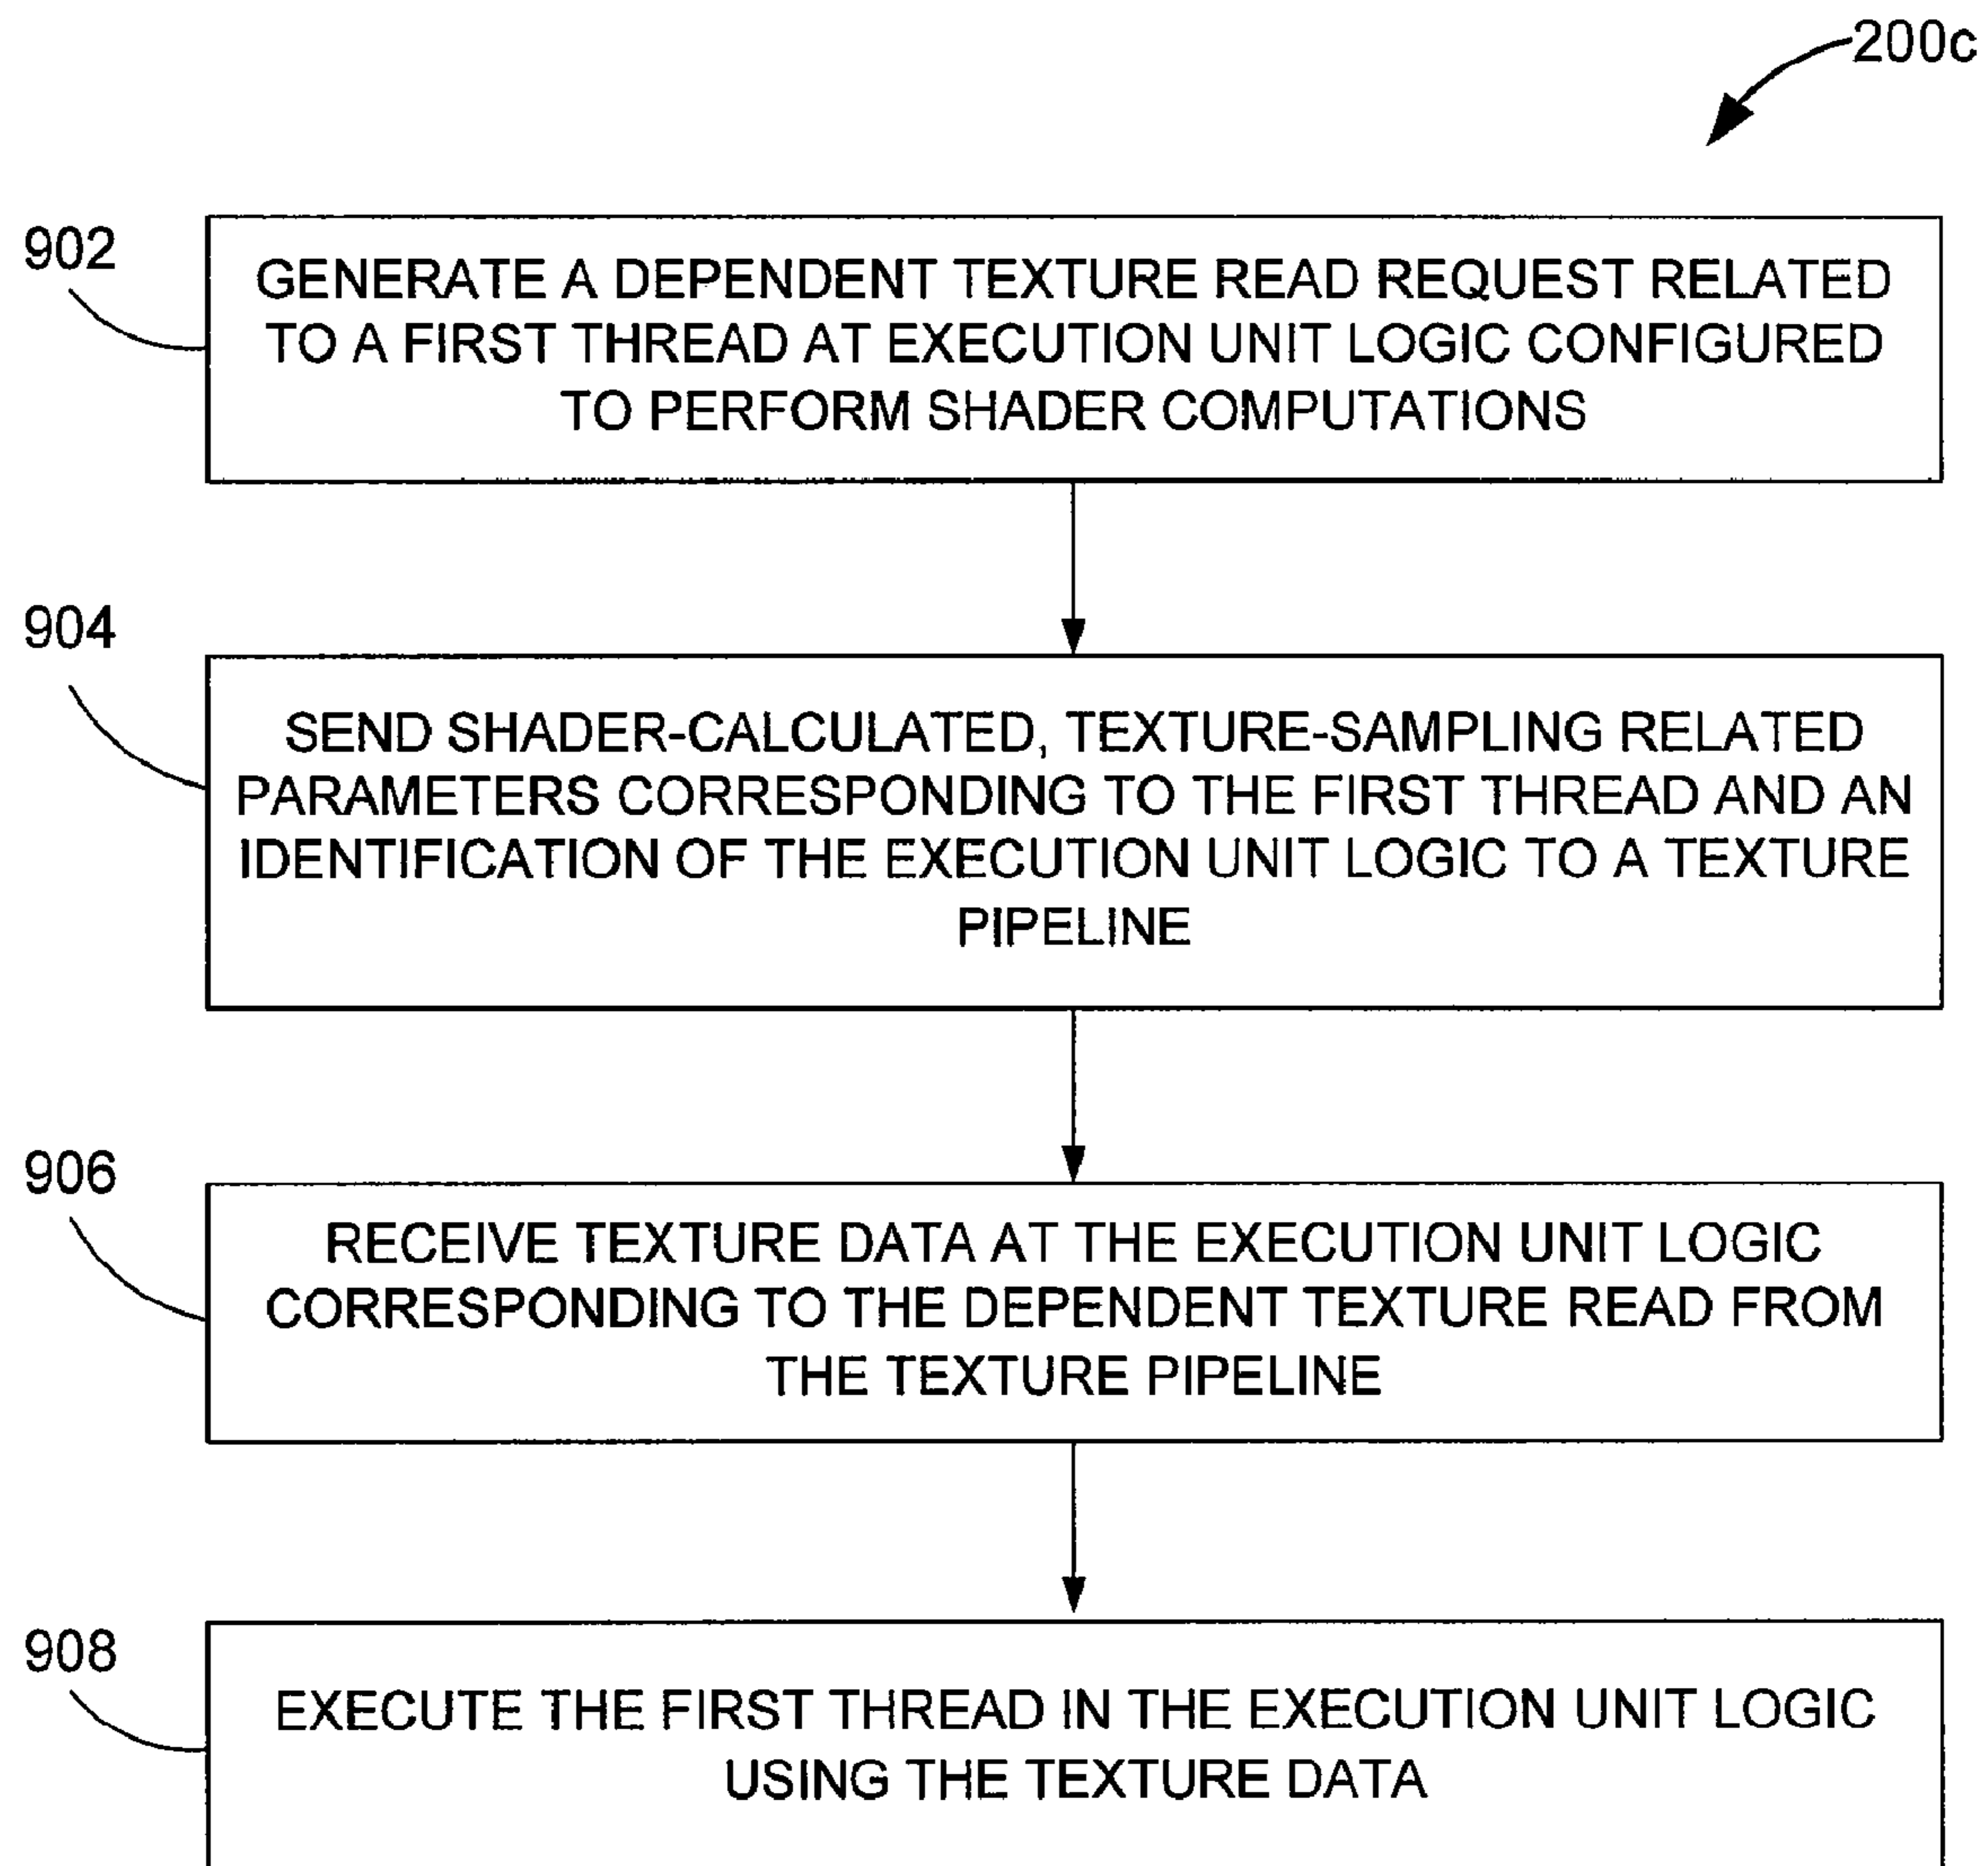 200c
902
GENERATE A DEPENDENT TEXTURE READ REQUEST RELATED
TO A FIRST THREAD AT EXECUTION UNIT LOGIC CONFIGURED
TO PERFORM SHADER COMPUTATIONS
904
SEND SHADER-CALCULATED, TEXTURE-SAMPLING RELATED
PARAMETERS CORRESPONDING TO THE FIRST THREAD AND AN
IDENTIFICATION OF THE EXECUTION UNIT LOGIC TO A TEXTURE
PIPELINE
906
RECEIVE TEXTURE DATA AT THE EXECUTION UNIT LOGIC
CORRESPONDING TO THE DEPENDENT TEXTURE READ FROM
THE TEXTURE PIPELINE
908
EXECUTE THE FIRST THREAD IN THE EXECUTION UNIT LOGIC
USING THE TEXTURE DATA